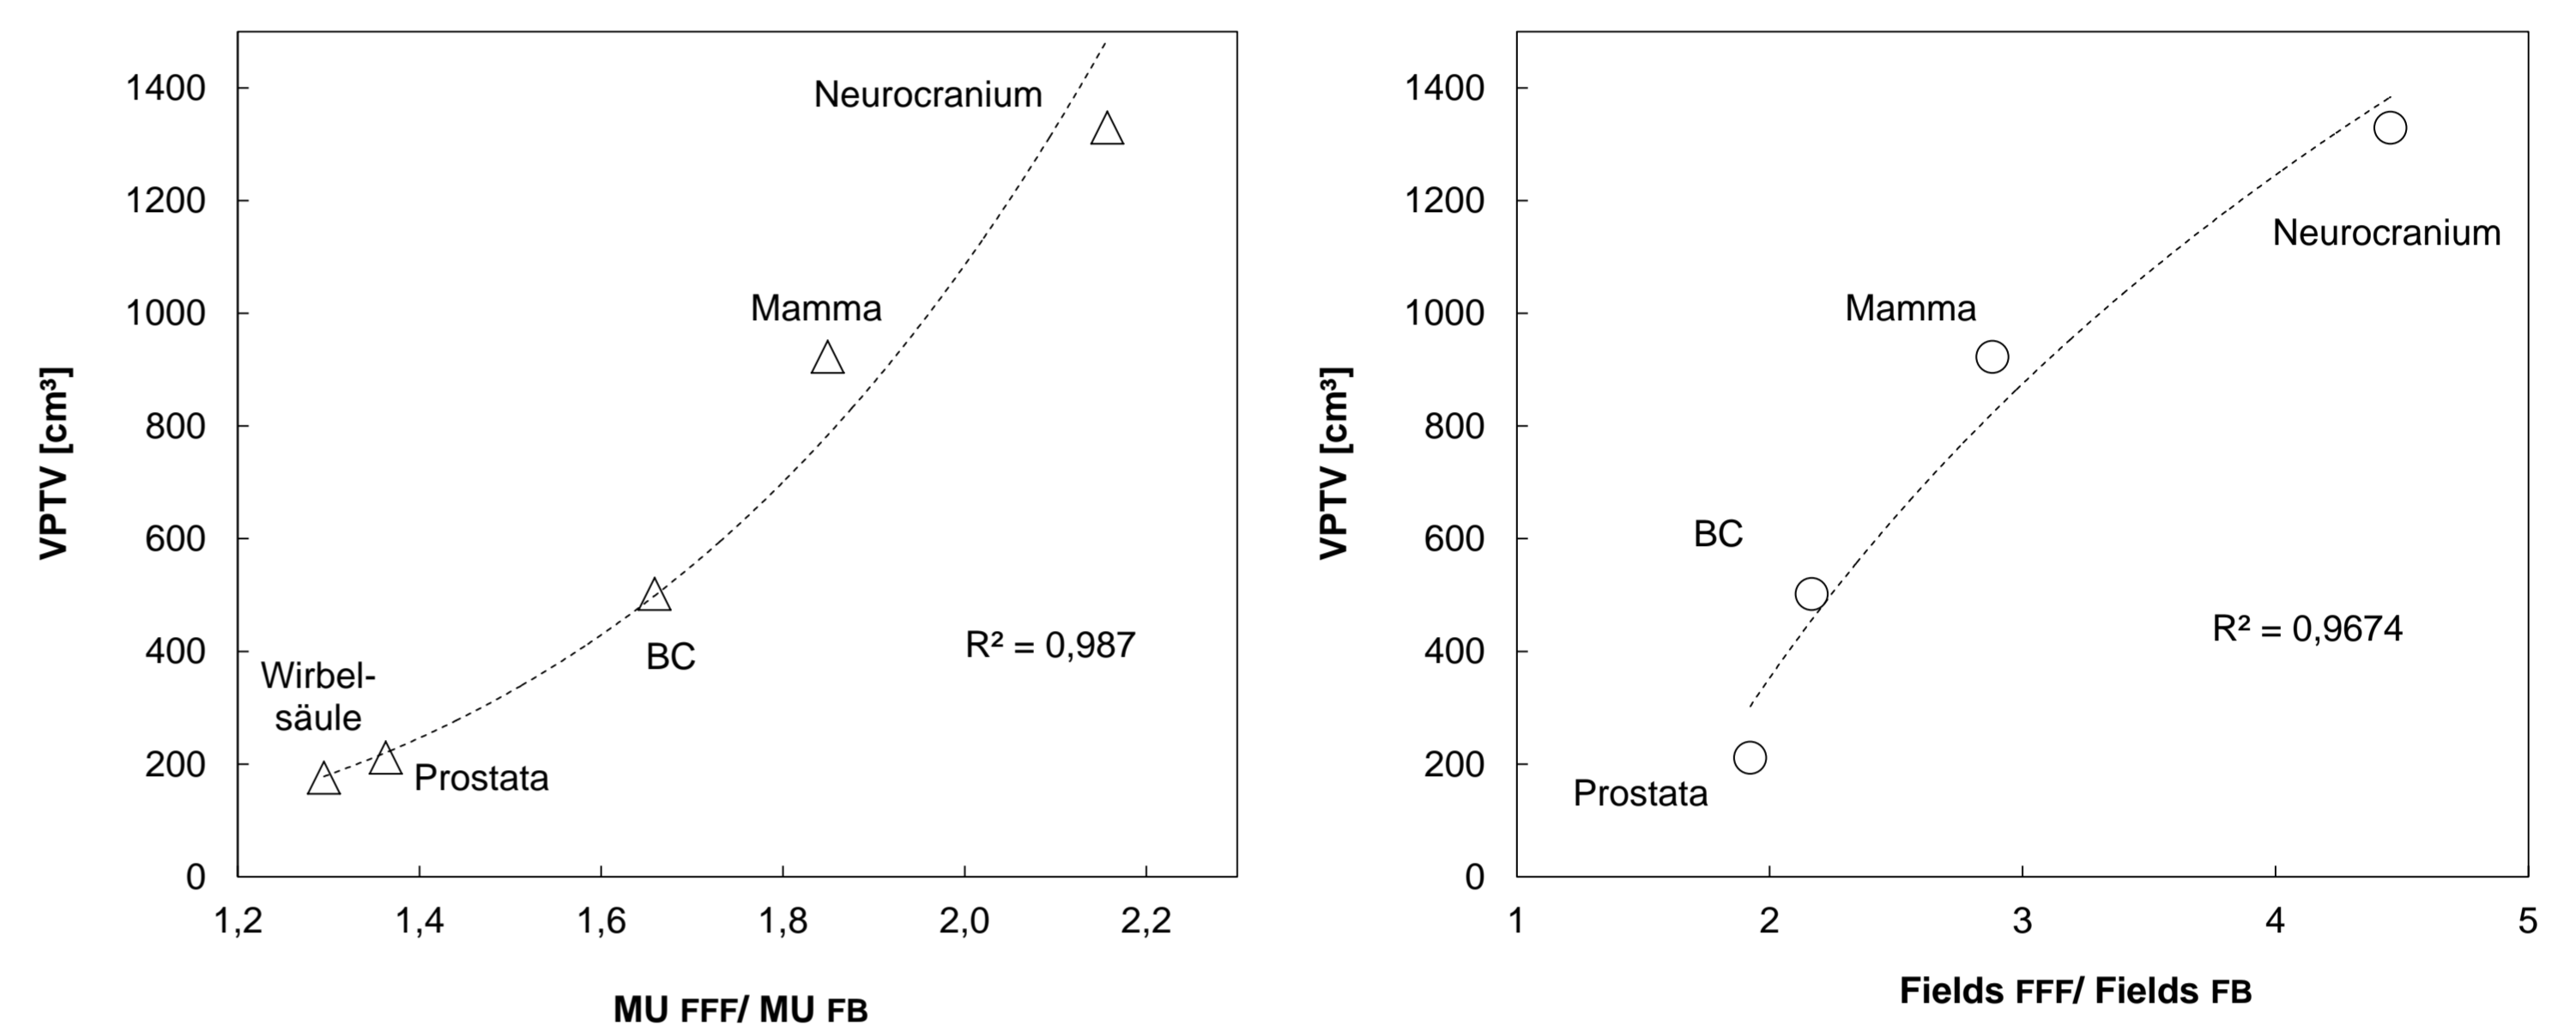 1400
1200
1000
800
600
400
200
0
VPTV [cm³]
Neurocranium
Mamma
BC
R² = 0,987
Wirbel-
säule
Prostata
1,2 1,4 1,6 1,8 2,0 2,2
MU FFF/ MU FB
1400
1200
1000
800
600
400
200
0
VPTV [cm³]
Neurocranium
Mamma
BC
R² = 0,9674
Prostata
1 2 3 4 5
Fields FFF/ Fields FB